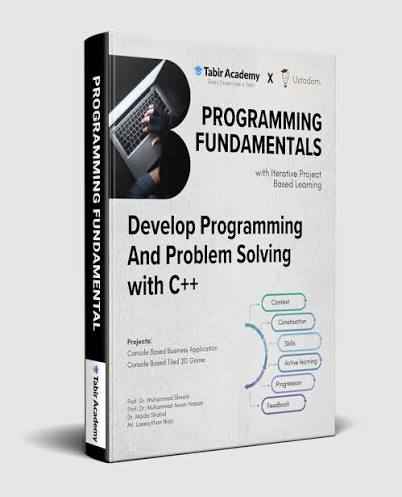 Tabir Academy X Ustadam.
PROGRAMMING
FUNDAMENTALS
with Iterative Project
Based Learning
Develop Programming
And Problem Solving
with C++
Projects:
Console Based Business Application
Console Based Tiled 2D Game
Prof. Dr. Muhammad Shoaib
Prof. Dr. Muhammad Awais Hassan
Dr. Maida Shahid
Mr. Laeeq Khan Niazi
Context
Construction
Skills
Active learning
Progression
Feedback
PROGRAMMING FUNDAMENTAL
Tabir Academy